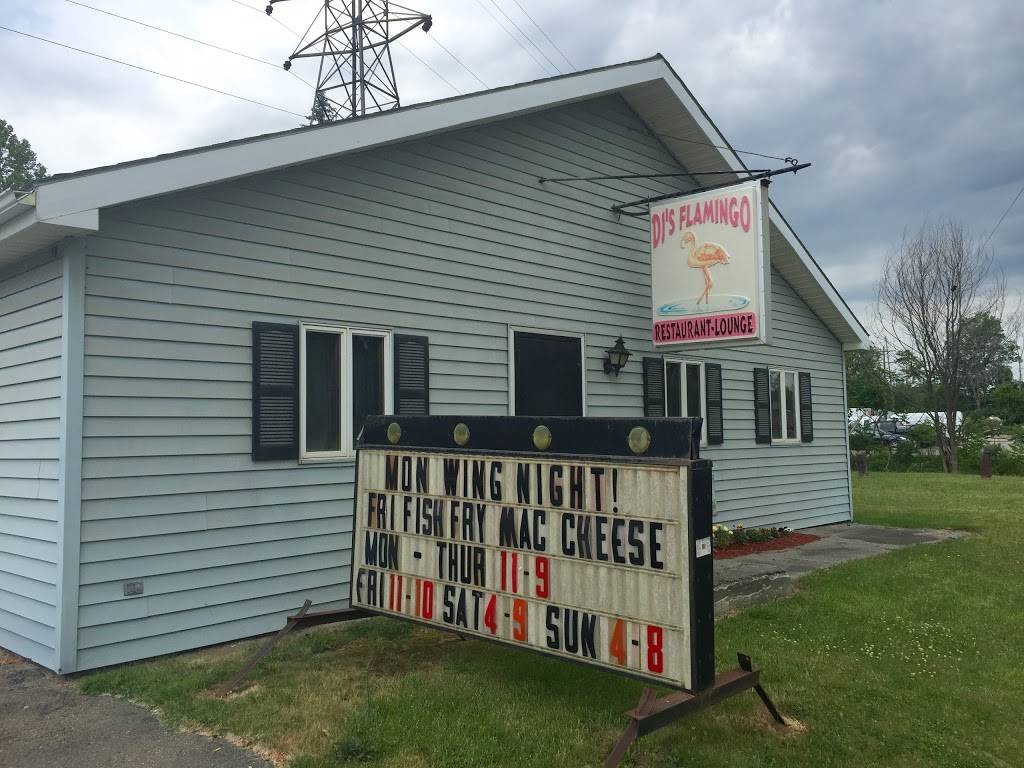 DI'S FLAMINGO
RESTAURANT-LOUNGE
MON WING NIGHT!
FRI FISH FRY MAC CHEESE
MON - THUR 11-9
FRI 11-10 SAT 4-9 SUN 4-8